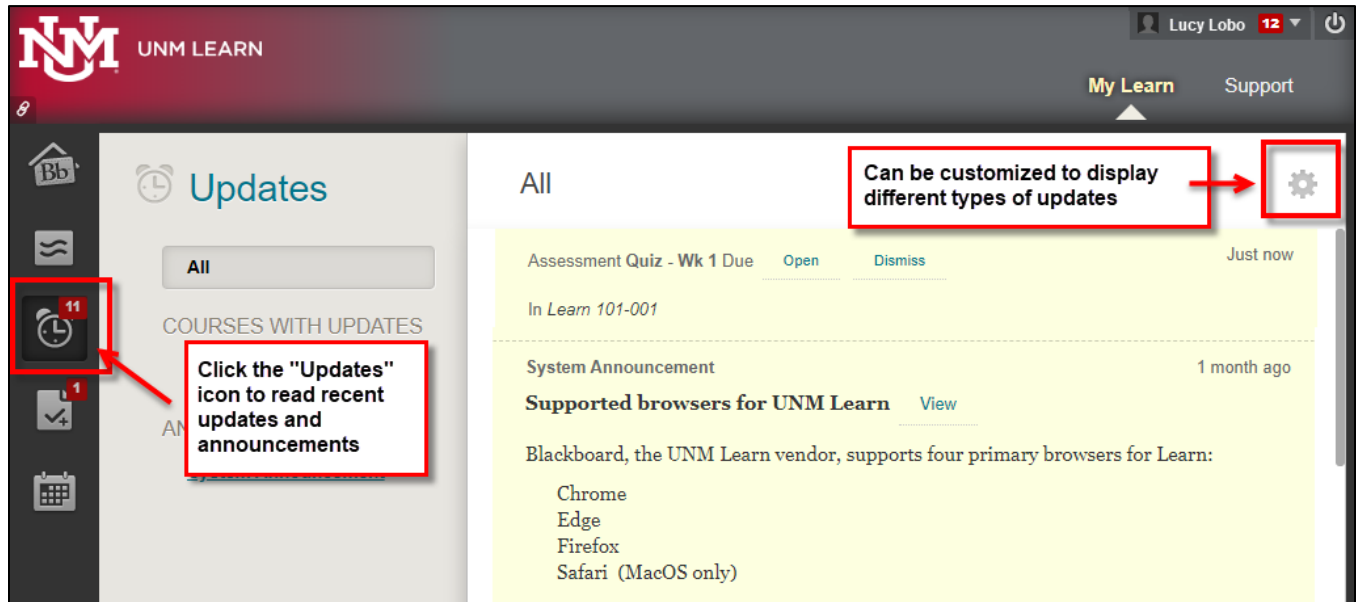 UNM
UNM LEARN
Lucy Lobo 12
My Learn Support
Bb
Updates
All
Can be customized to display
different types of updates
All
Assessment Quiz - Wk 1 Due Open Dismiss
Just now
11
In Learn 101-001
COURSES WITH UPDATES
Click the "Updates"
icon to read recent
updates and
announcements
System Announcement
1 month ago
1
Supported browsers for UNM Learn View
AN
Blackboard, the UNM Learn vendor, supports four primary browsers for Learn:
Chrome
Edge
Firefox
Safari (MacOS only)